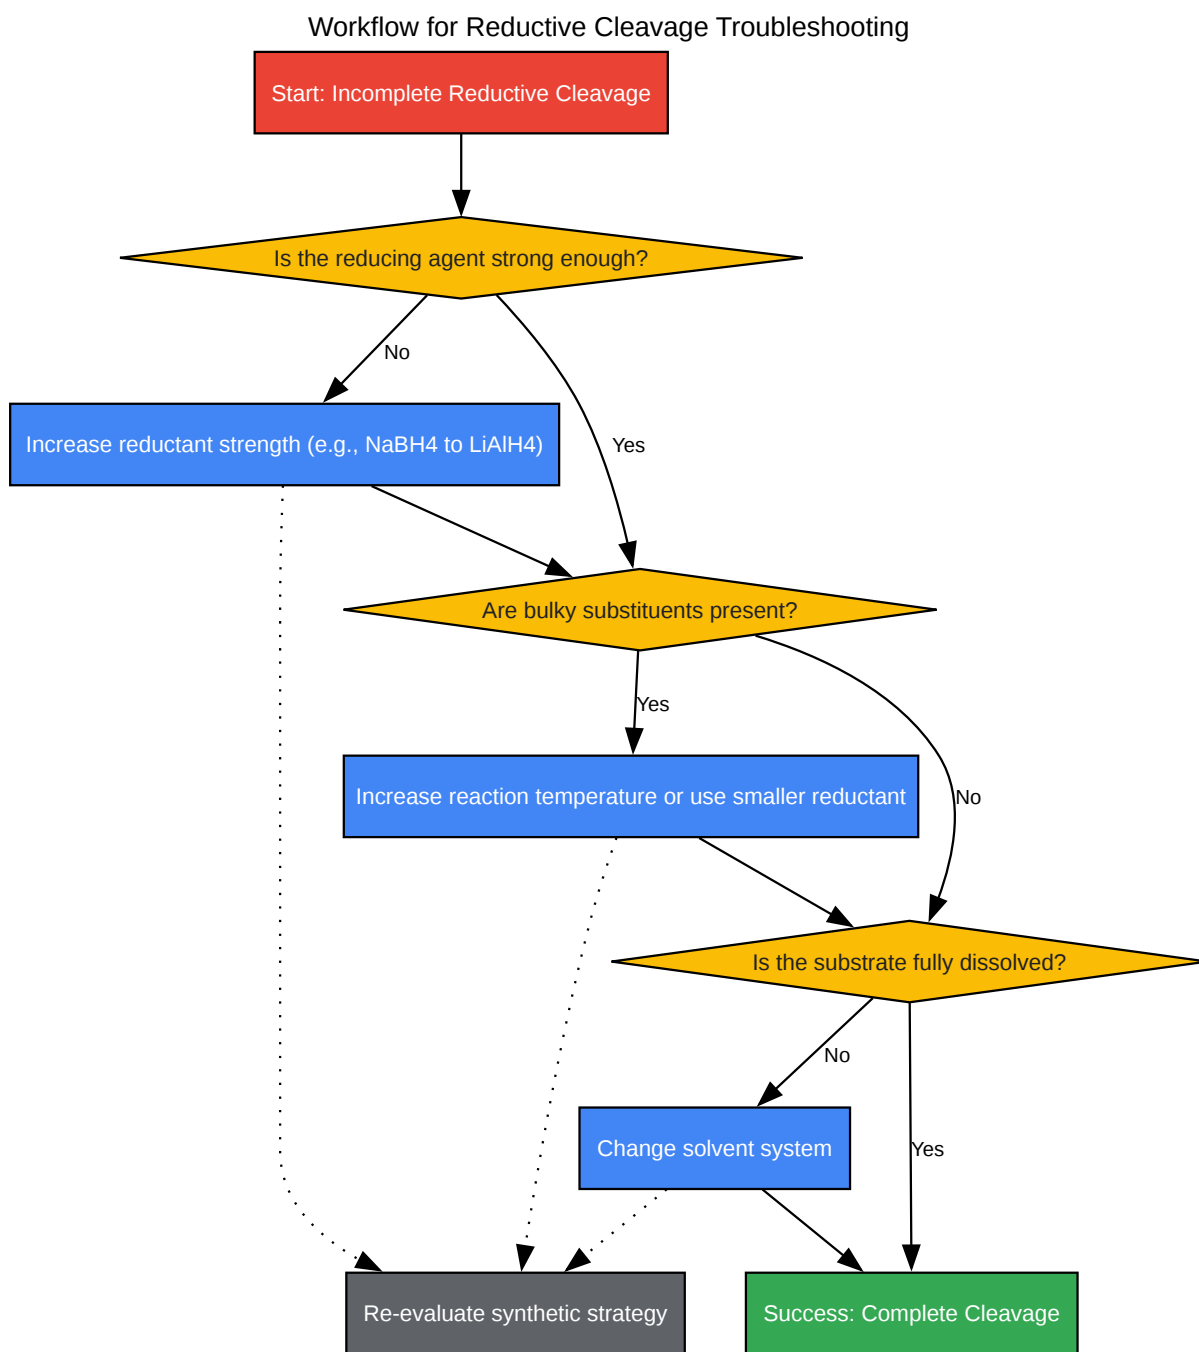 Workflow for Reductive Cleavage Troubleshooting
Start: Incomplete Reductive Cleavage
Is the reducing agent strong enough?
No
Increase reductant strength (e.g., NaBH4 to LiAlH4)
Yes
Are bulky substituents present?
Yes
Increase reaction temperature or use smaller reductant
No
Is the substrate fully dissolved?
No
Change solvent system
Yes
Re-evaluate synthetic strategy
Success: Complete Cleavage